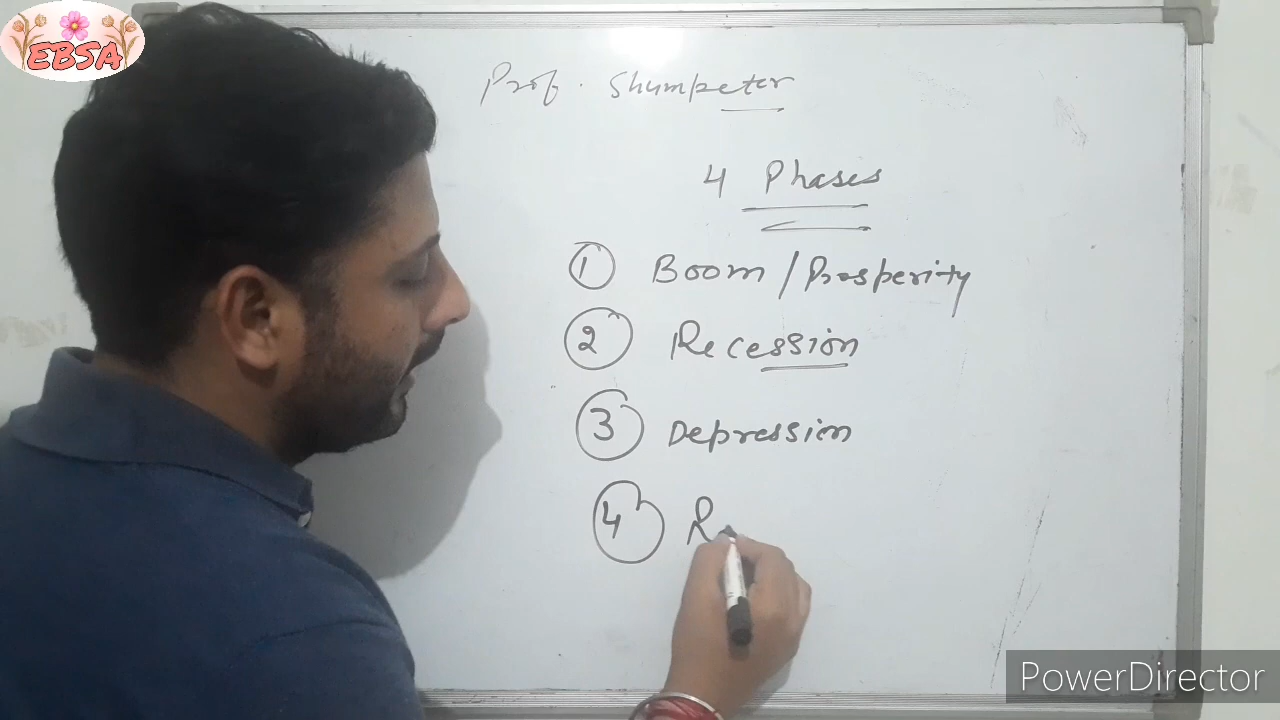 EBSA
Prof. Shumpeter
4 Phases
1 Boom / Prosperity
2 Recession
3 Depression
4 R
PowerDirector